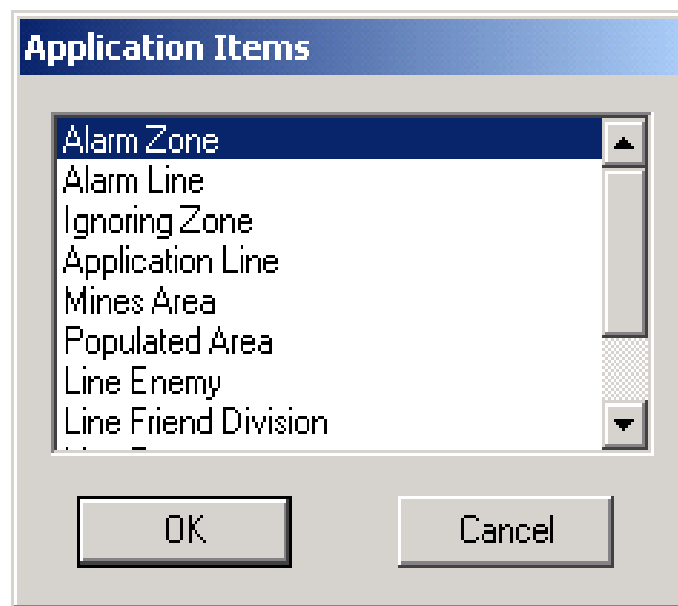 Application Items
Alarm Zone
Alarm Line
Ignoring Zone
Application Line
Mines Area
Populated Area
Line Enemy
Line Friend Division
OK
Cancel